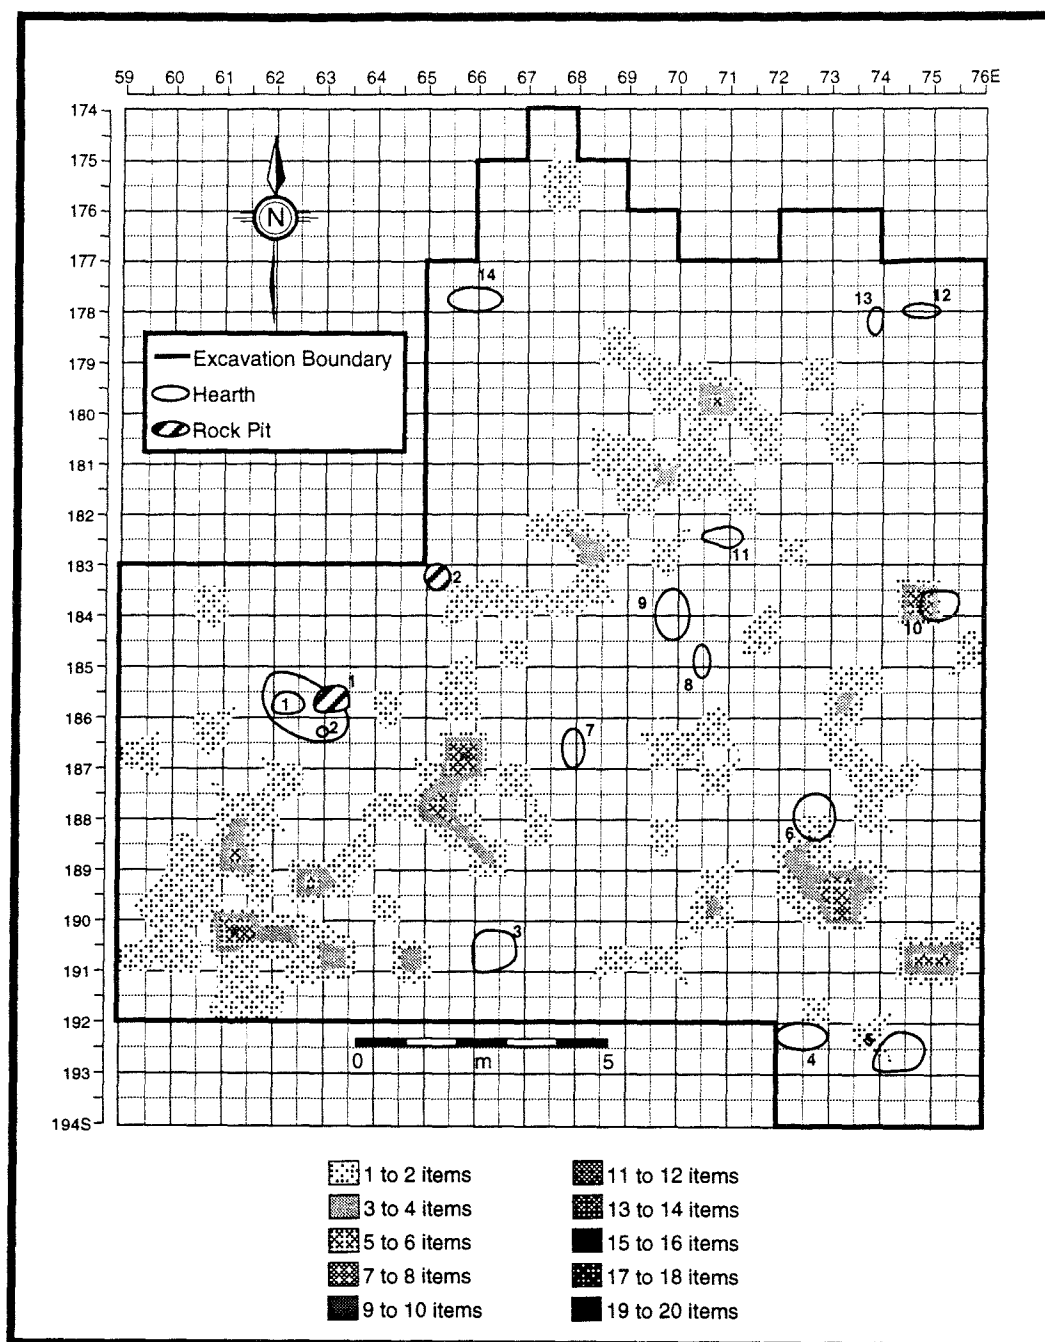 59 60 61 62 63 64 65 66 67 68 69 70 71 72 73 74 75 76E
174
175
176
N
177
14
13 12
178
Excavation Boundary
179
Hearth
180
Rock Pit
181
182
11
183
2
9
184
10
185
8
1
1
186
2
7
187
188
6
189
190
3
191
192
5
4
0 m 5
193
194S
1 to 2 items 11 to 12 items
3 to 4 items 13 to 14 items
5 to 6 items 15 to 16 items
7 to 8 items 17 to 18 items
9 to 10 items 19 to 20 items